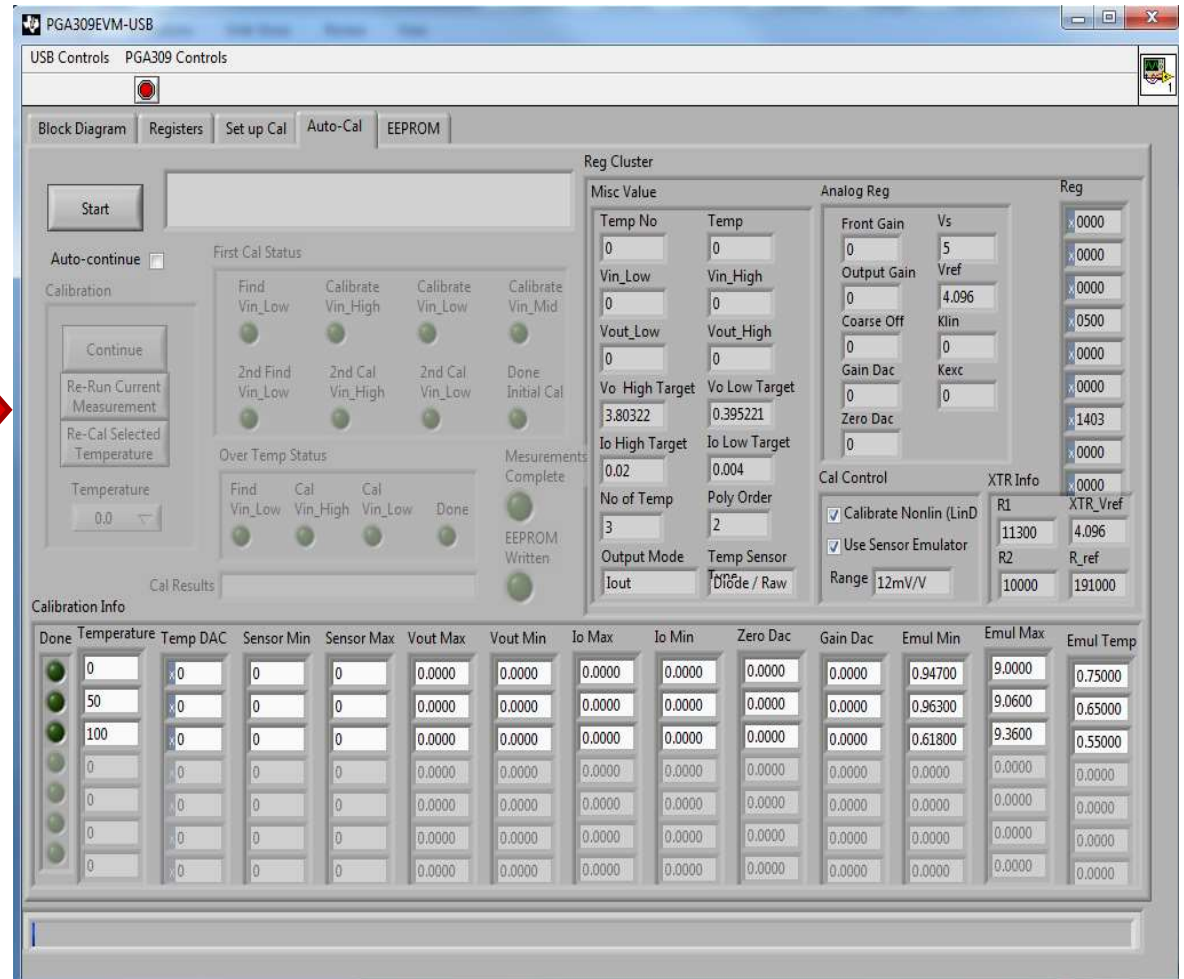 PGA309EVM-USB
USB Controls PGA309 Controls
1
Block Diagram Registers Set up Cal Auto-Cal EEPROM
Start
Auto-continue
Calibration
Continue
Re-Run Current
Measurement
Re-Cal Selected
Temperature
Temperature
0.0
First Cal Status
Find Calibrate Calibrate Calibrate
Vin_Low Vin_High Vin_Low Vin_Mid
2nd Find 2nd Cal 2nd Cal Done
Vin_Low Vin_High Vin_Low Initial Cal
Over Temp Status
Find Cal Cal
Vin_Low Vin_High Vin_Low Done
Mesurements
Complete
EEPROM
Written
Cal Results
Reg Cluster
Misc Value
Temp No Temp
0 0
Vin_Low Vin_High
0 0
Vout_Low Vout_High
0 0
Vo High Target Vo Low Target
3.80322 0.395221
Io High Target Io Low Target
0.02 0.004
No of Temp Poly Order
3 2
Output Mode Temp Sensor
Type
Iout Diode / Raw
Analog Reg
Front Gain Vs
0 5
Output Gain Vref
0 4.096
Coarse Off Klin
0 0
Gain Dac Kexc
0 0
Zero Dac
0
Reg
x 0000
x 0000
x 0000
x 0500
x 0000
x 0000
x 1403
x 0000
x 0000
Cal Control
Calibrate Nonlin (LinD
Use Sensor Emulator
Range 12mV/V
XTR Info
R1 XTR_Vref
11300 4.096
R2 R_ref
10000 191000
Calibration Info
Done Temperature Temp DAC Sensor Min Sensor Max Vout Max Vout Min Io Max Io Min Zero Dac Gain Dac Emul Min Emul Max Emul Temp
0 x 0 0 0 0.0000 0.0000 0.0000 0.0000 0.0000 0.0000 0.94700 9.0000 0.75000
50 x 0 0 0 0.0000 0.0000 0.0000 0.0000 0.0000 0.0000 0.96300 9.0600 0.65000
100 x 0 0 0 0.0000 0.0000 0.0000 0.0000 0.0000 0.0000 0.61800 9.3600 0.55000
0 x 0 0 0 0.0000 0.0000 0.0000 0.0000 0.0000 0.0000 0.0000 0.0000 0.0000
0 x 0 0 0 0.0000 0.0000 0.0000 0.0000 0.0000 0.0000 0.0000 0.0000 0.0000
0 x 0 0 0 0.0000 0.0000 0.0000 0.0000 0.0000 0.0000 0.0000 0.0000 0.0000
0 x 0 0 0 0.0000 0.0000 0.0000 0.0000 0.0000 0.0000 0.0000 0.0000 0.0000